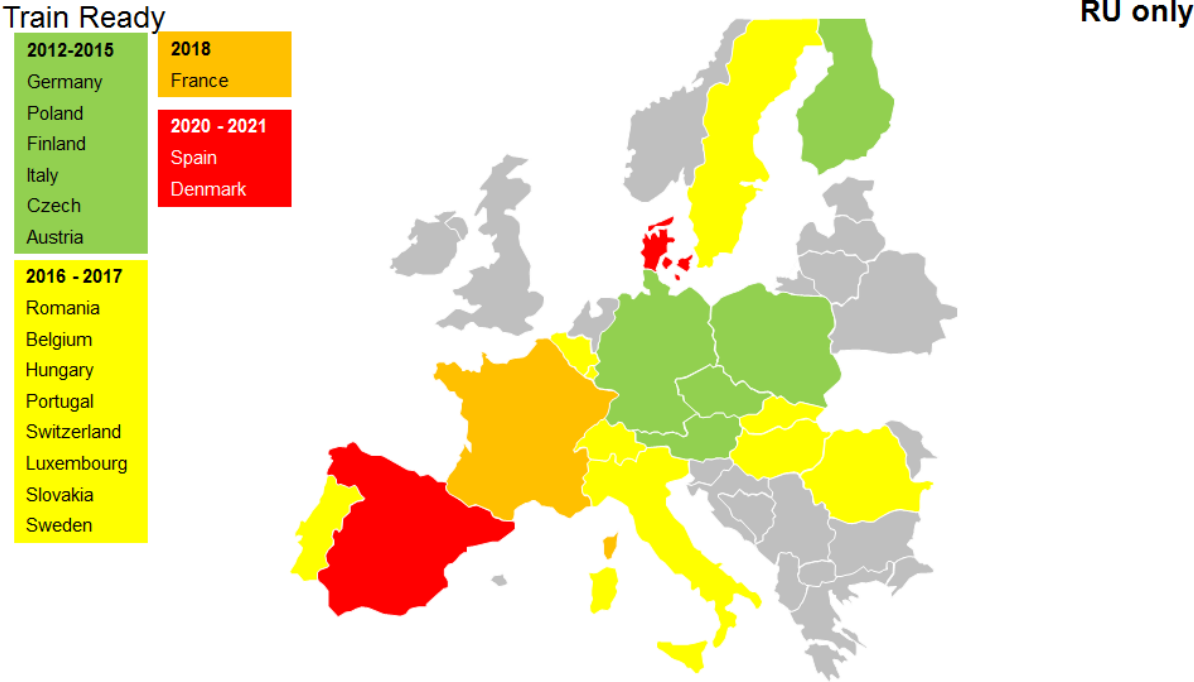 Train Ready
RU only
2012-2015
Germany
Poland
Finland
Italy
Czech
Austria
2016 - 2017
Romania
Belgium
Hungary
Portugal
Switzerland
Luxembourg
Slovakia
Sweden
2018
France
2020 - 2021
Spain
Denmark